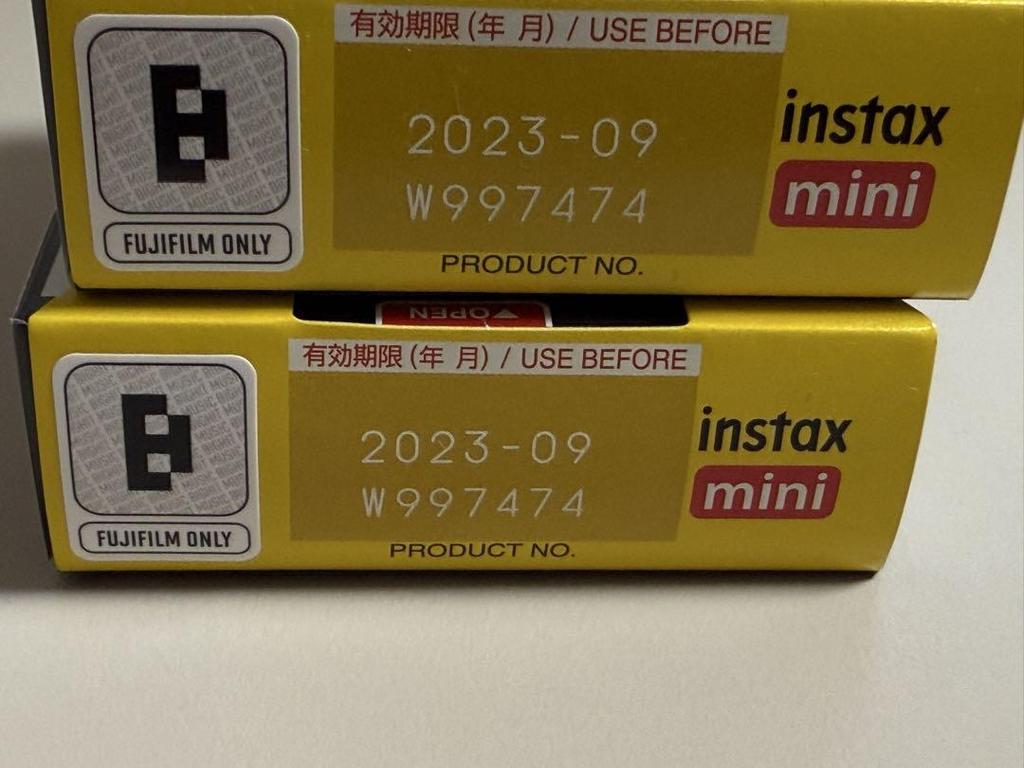 有効期限 (年 月) / USE BEFORE
2023-09
W997474
PRODUCT NO.
instax
mini
FUJIFILM ONLY
OPEN
有効期限 (年 月) / USE BEFORE
2023-09
W997474
PRODUCT NO.
instax
mini
FUJIFILM ONLY